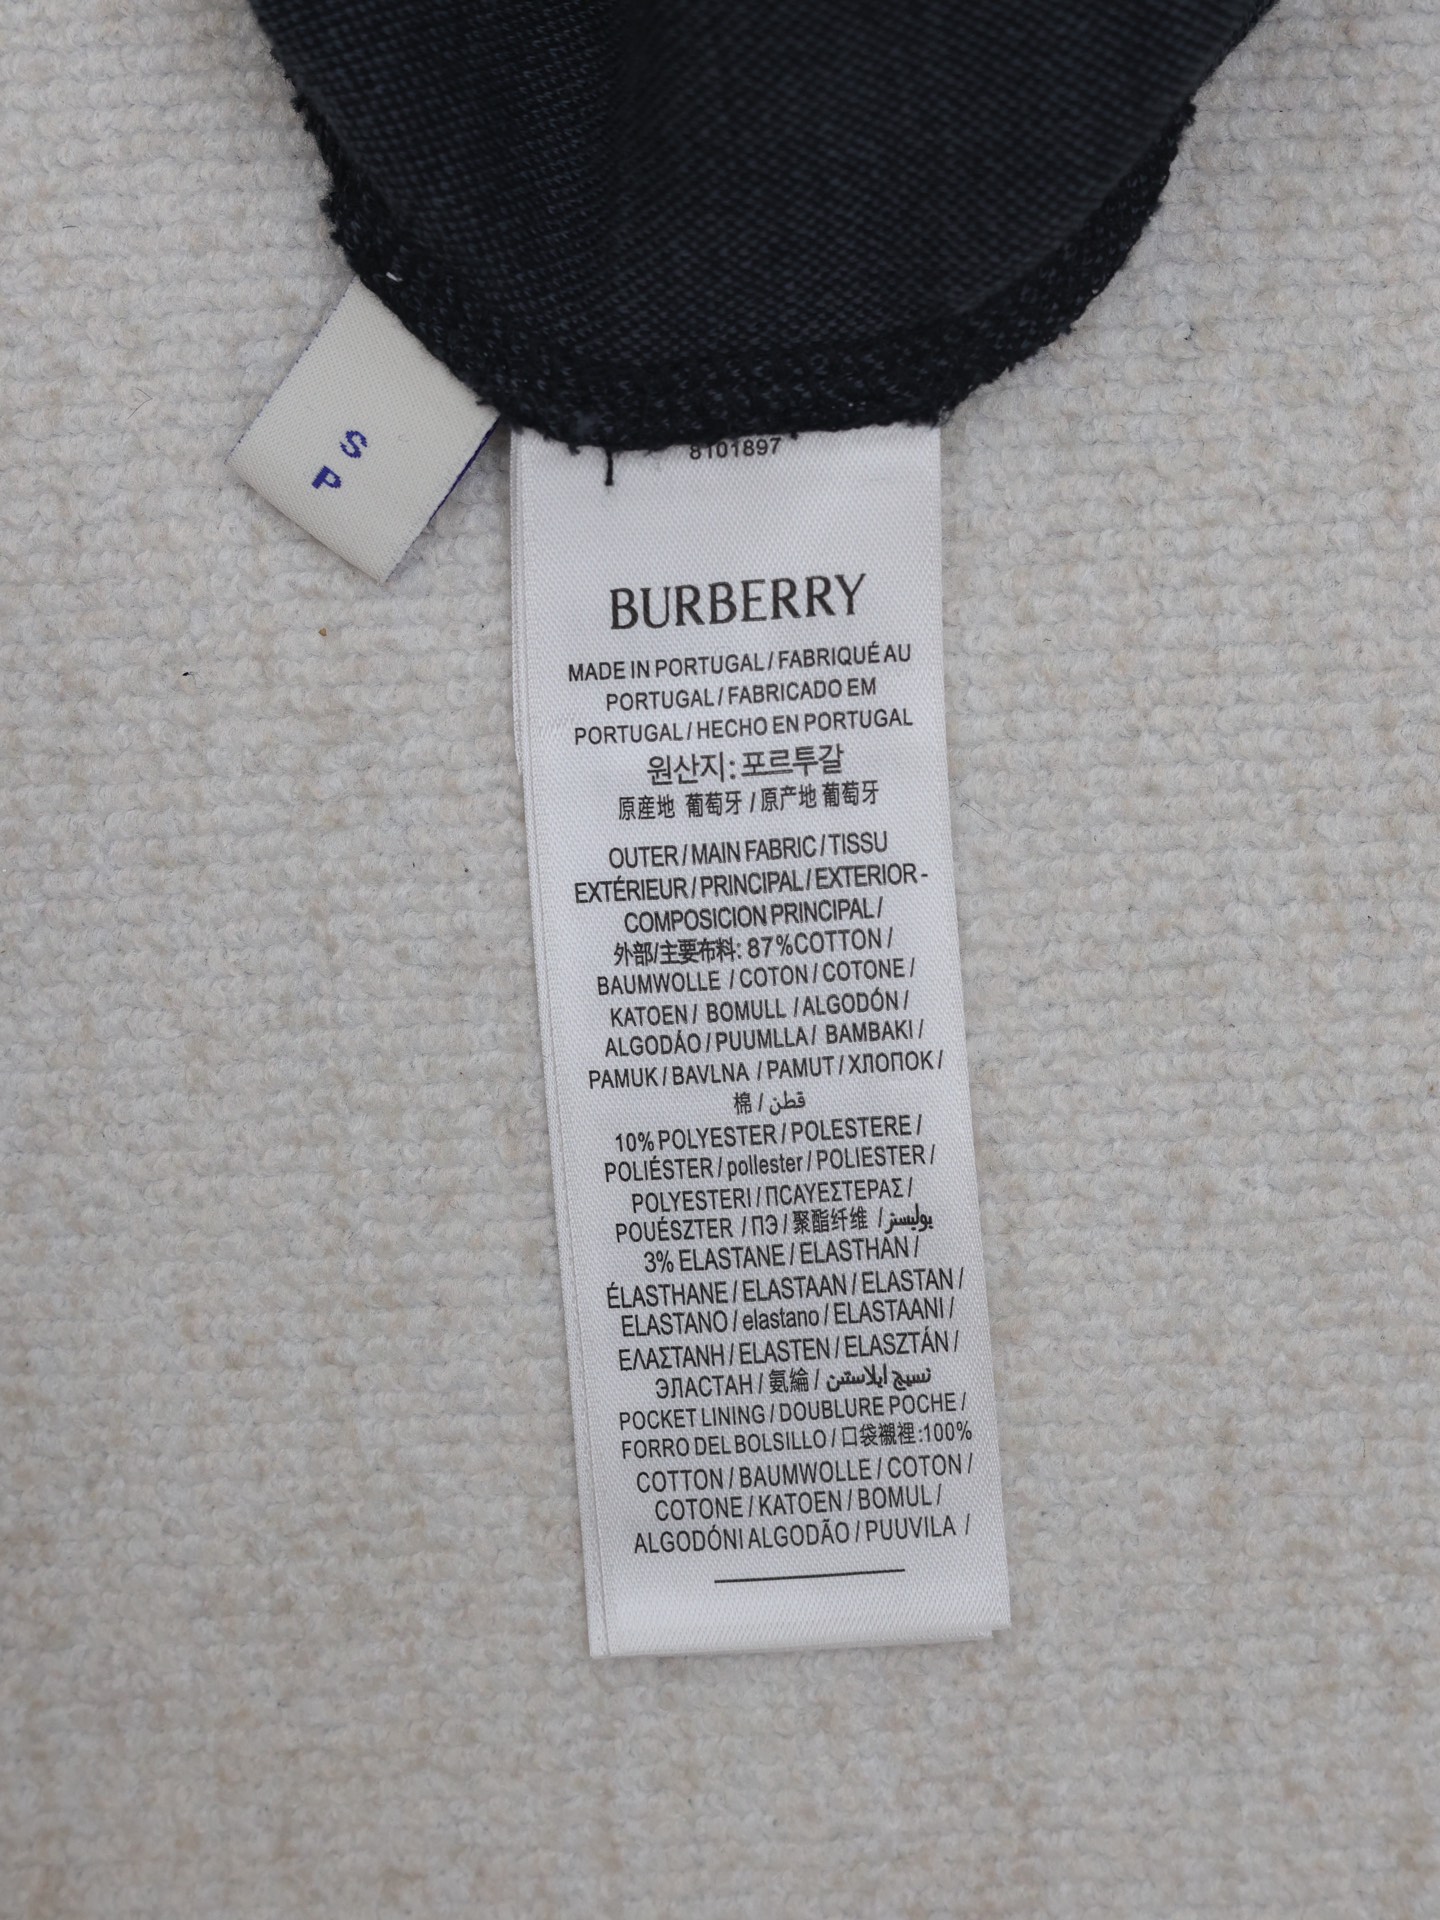 S
P
8101897
BURBERRY
MADE IN PORTUGAL / FABRIQUÉ AU
PORTUGAL / FABRICADO EM
PORTUGAL / HECHO EN PORTUGAL
원산지: 포르투갈
原産地 葡萄牙 / 原产地 葡萄牙
OUTER / MAIN FABRIC / TISSU
EXTÉRIEUR / PRINCIPAL / EXTERIOR -
COMPOSICION PRINCIPAL /
外部/主要布料: 87%COTTON /
BAUMWOLLE / COTON / COTONE /
KATOEN / BOMULL / ALGODÓN /
ALGODÁO / PUUMLLA / BAMBAKI /
PAMUK / BAVLNA / PAMUT / ХЛОПОК /
棉 / قطن
10% POLYESTER / POLESTERE /
POLIÉSTER / pollester / POLIESTER /
POLYESTERI / ΠCAYEΣTEPAΣ /
POUÉSZTER / ПЭ / 聚酯纤维 / يوليستر
3% ELASTANE / ELASTHAN /
ÉLASTHANE / ELASTAAN / ELASTAN /
ELASTANO / elastano / ELASTAANI /
ΕΛΑΣΤΑΝΗ / ELASTEN / ELASZTÁN /
ЭЛАСТАН / 氨綸 / نسيج ايلاستين
POCKET LINING / DOUBLURE POCHE /
FORRO DEL BOLSILLO / 口袋襯裡:100%
COTTON / BAUMWOLLE / COTON /
COTONE / KATOEN / BOMUL /
ALGODÓNI ALGODÃO / PUUVILA /